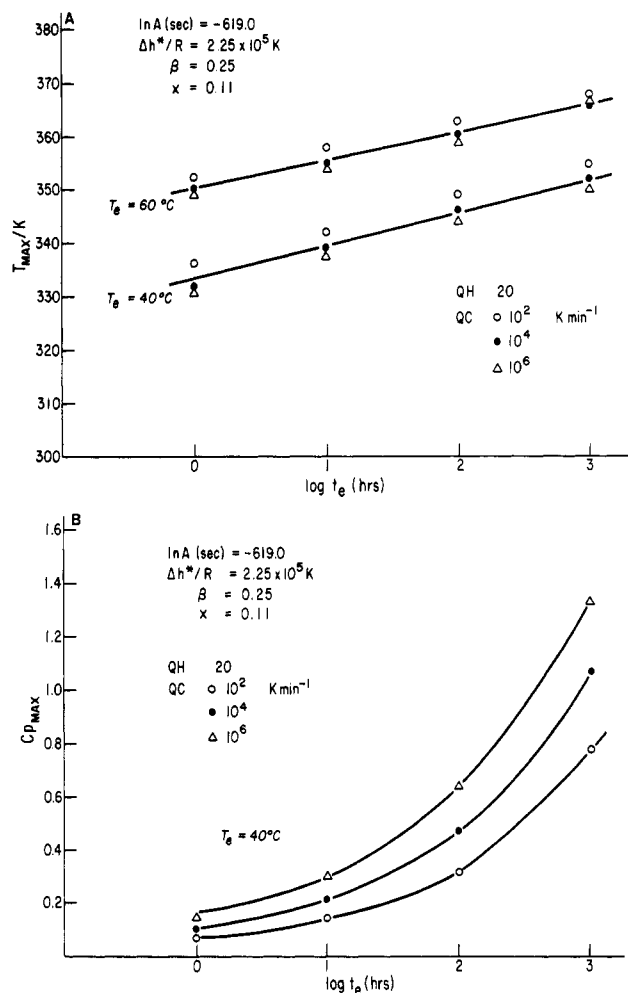 A
ln A (sec) = -619.0
Δh*/R = 2.25 x 10⁵ K
β = 0.25
x = 0.11
380
370
360
350
340
330
320
310
300
T_MAX/K
T_e = 60 °C
T_e = 40 °C
QH 20
QC ○ 10² K min⁻¹
● 10⁴
△ 10⁶
0 1 2 3
log t_e (hrs)
B
1.6
1.4
1.2
1.0
0.8
0.6
0.4
0.2
Cp_MAX
ln A (sec) = -619.0
Δh*/R = 2.25 x 10⁵ K
β = 0.25
x = 0.11
QH 20
QC ○ 10² K min⁻¹
● 10⁴
△ 10⁶
T_e = 40°C
0 1 2 3
log t_e (hrs)